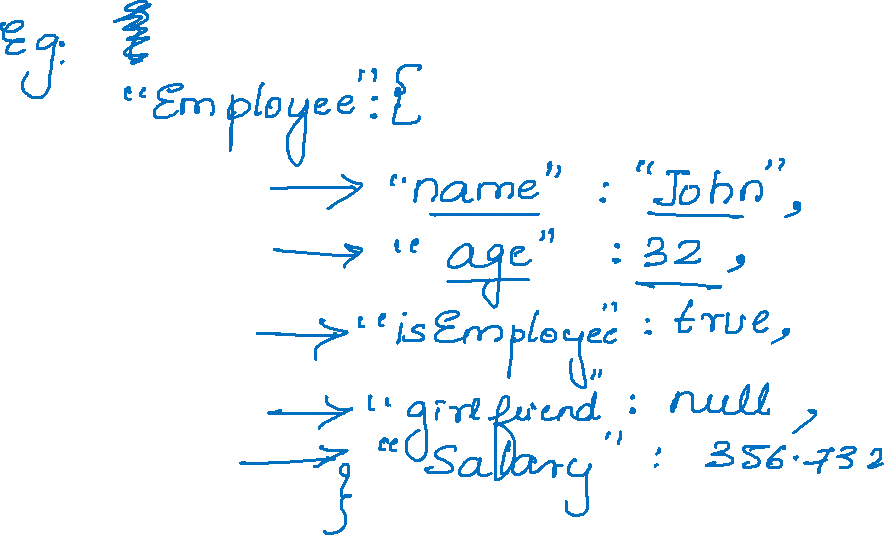 Eg:
"Employee":{
→ "name" : "John",
→ "age" : 32,
→ "isEmployee" : true,
→ "girlfriend" : null,
→ "Salary" : 356.732
}